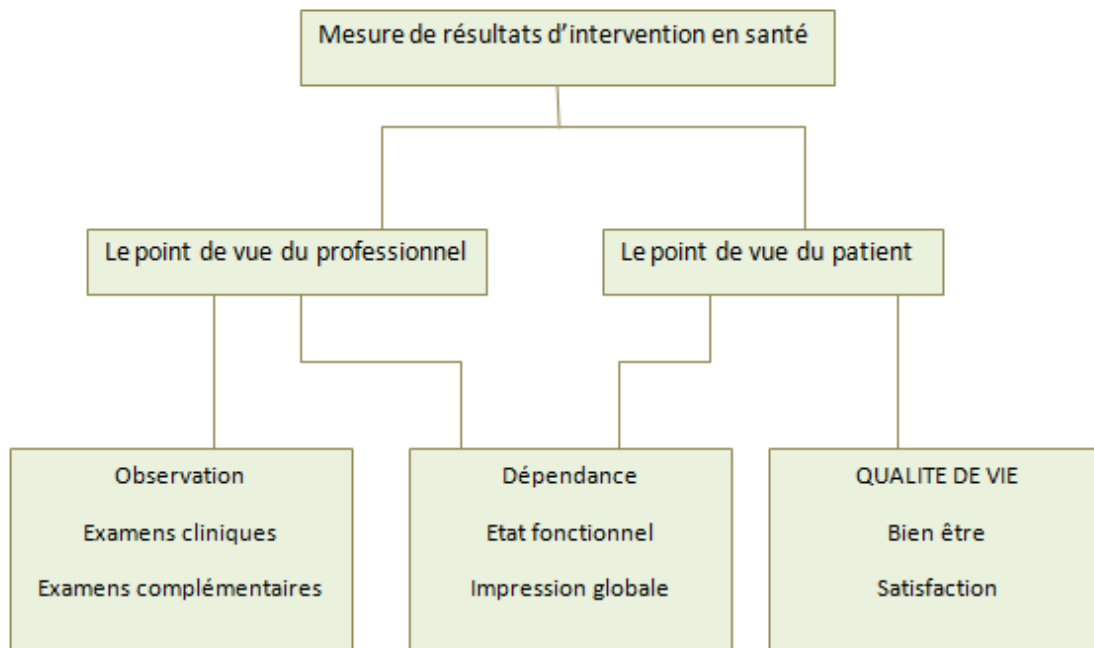 Mesure de résultats d'intervention en santé
Le point de vue du professionnel
Le point de vue du patient
Observation
Examens cliniques
Examens complémentaires
Dépendance
Etat fonctionnel
Impression globale
QUALITE DE VIE
Bien être
Satisfaction